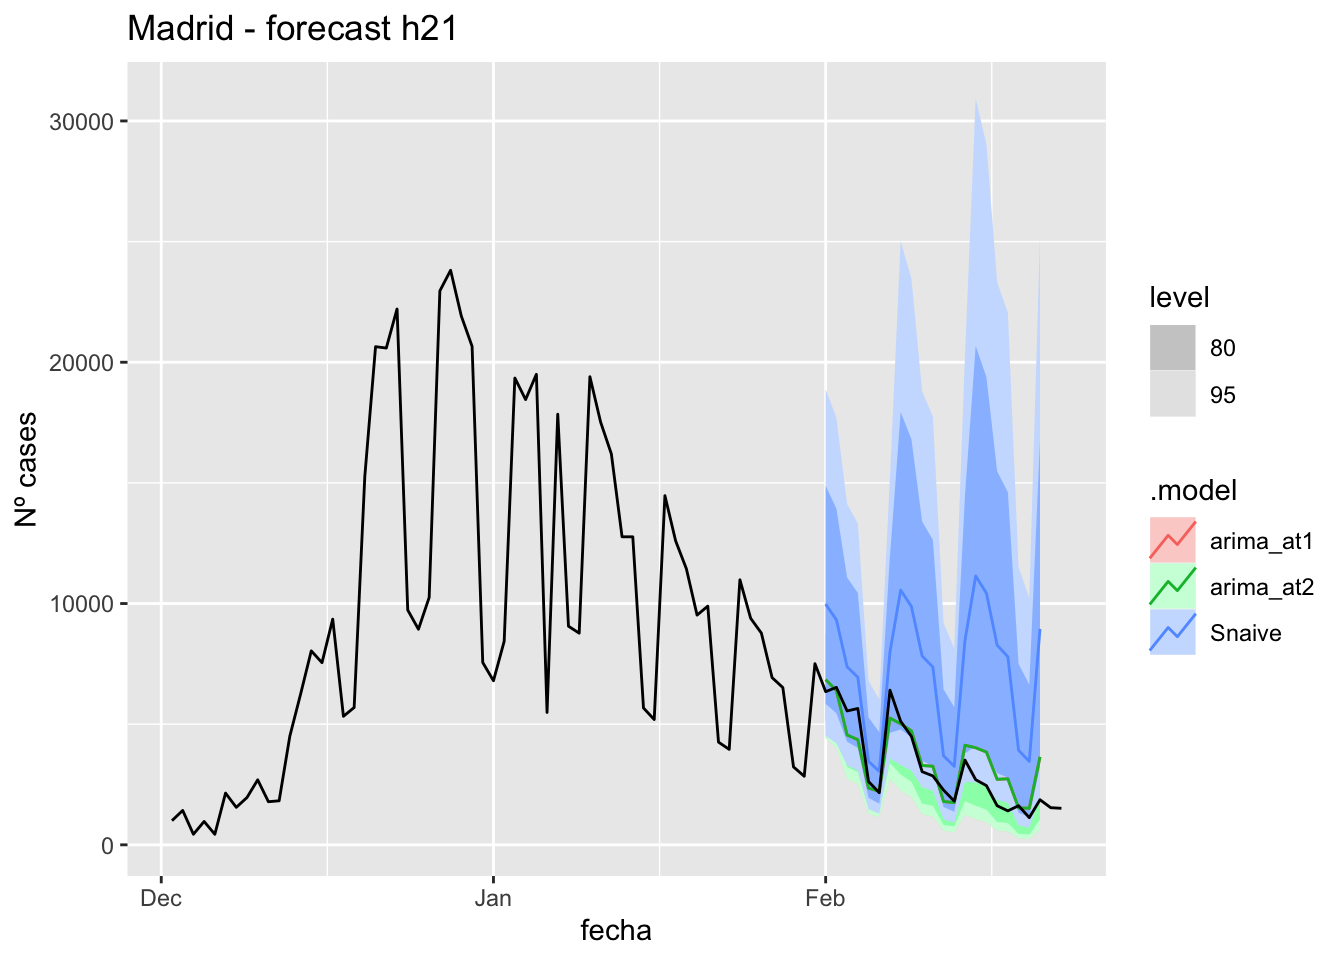 Madrid - forecast h21
30000
20000
10000
0
Nº cases
Dec
Jan
Feb
fecha
level
80
95
.model
arima_at1
arima_at2
Snaive